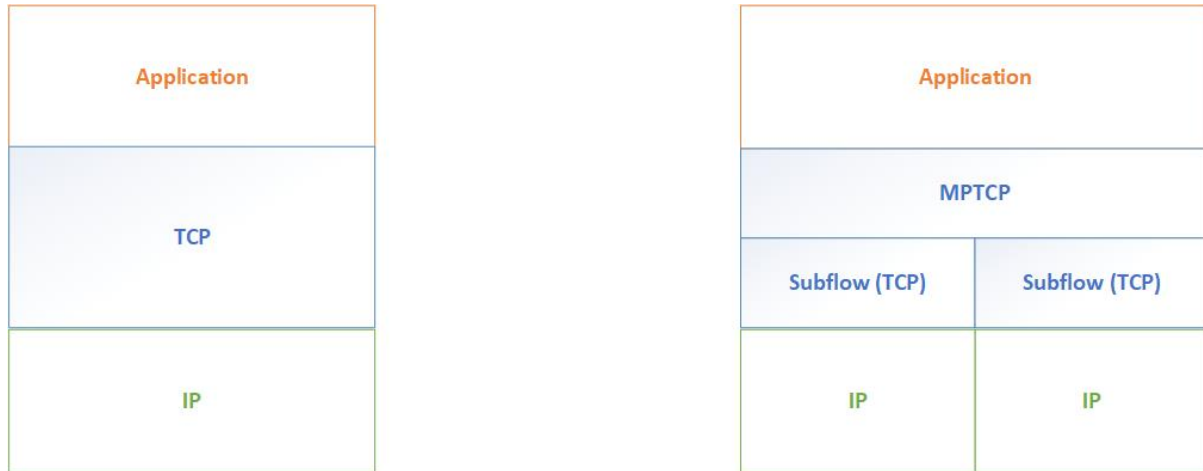 Application
TCP
IP
Application
MPTCP
Subflow (TCP)
Subflow (TCP)
IP
IP